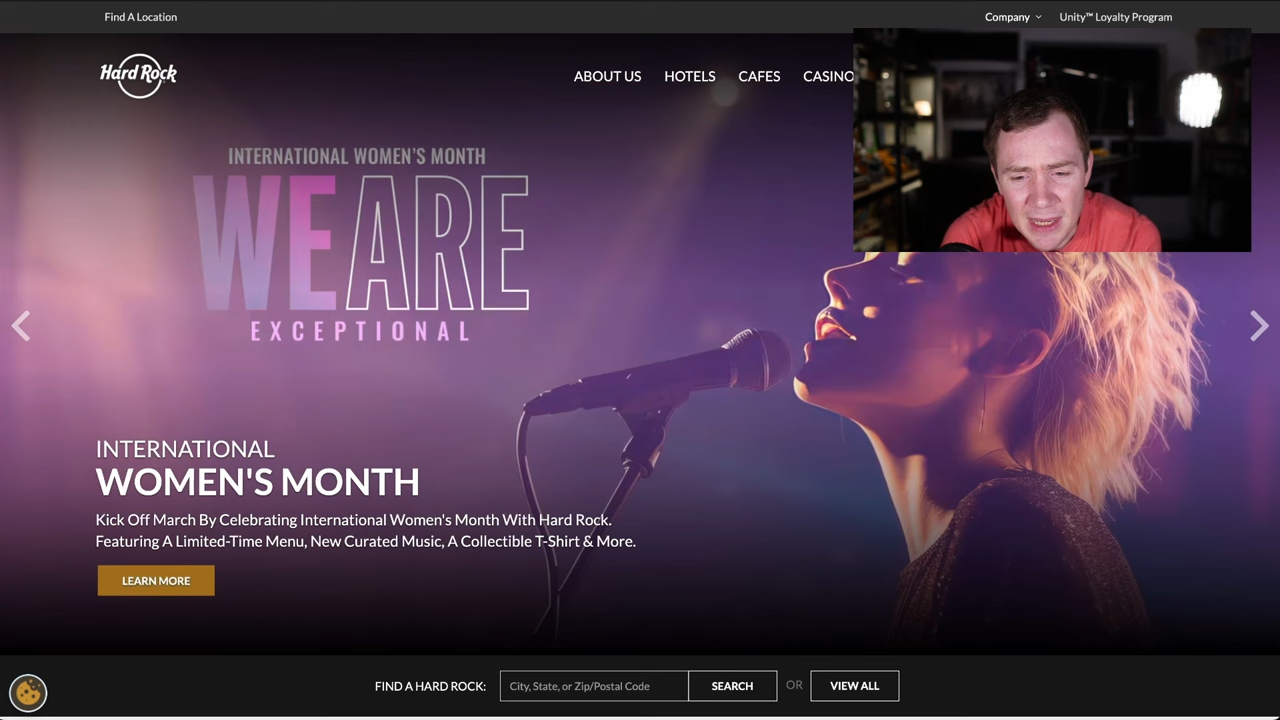 Find A Location
Company
Unity™ Loyalty Program
Hard Rock
ABOUT US
HOTELS
CAFES
CASINO
INTERNATIONAL WOMEN'S MONTH
WE ARE
EXCEPTIONAL
INTERNATIONAL
WOMEN'S MONTH
Kick Off March By Celebrating International Women's Month With Hard Rock.
Featuring A Limited-Time Menu, New Curated Music, A Collectible T-Shirt & More.
LEARN MORE
FIND A HARD ROCK:
City, State, or Zip/Postal Code
SEARCH
OR
VIEW ALL